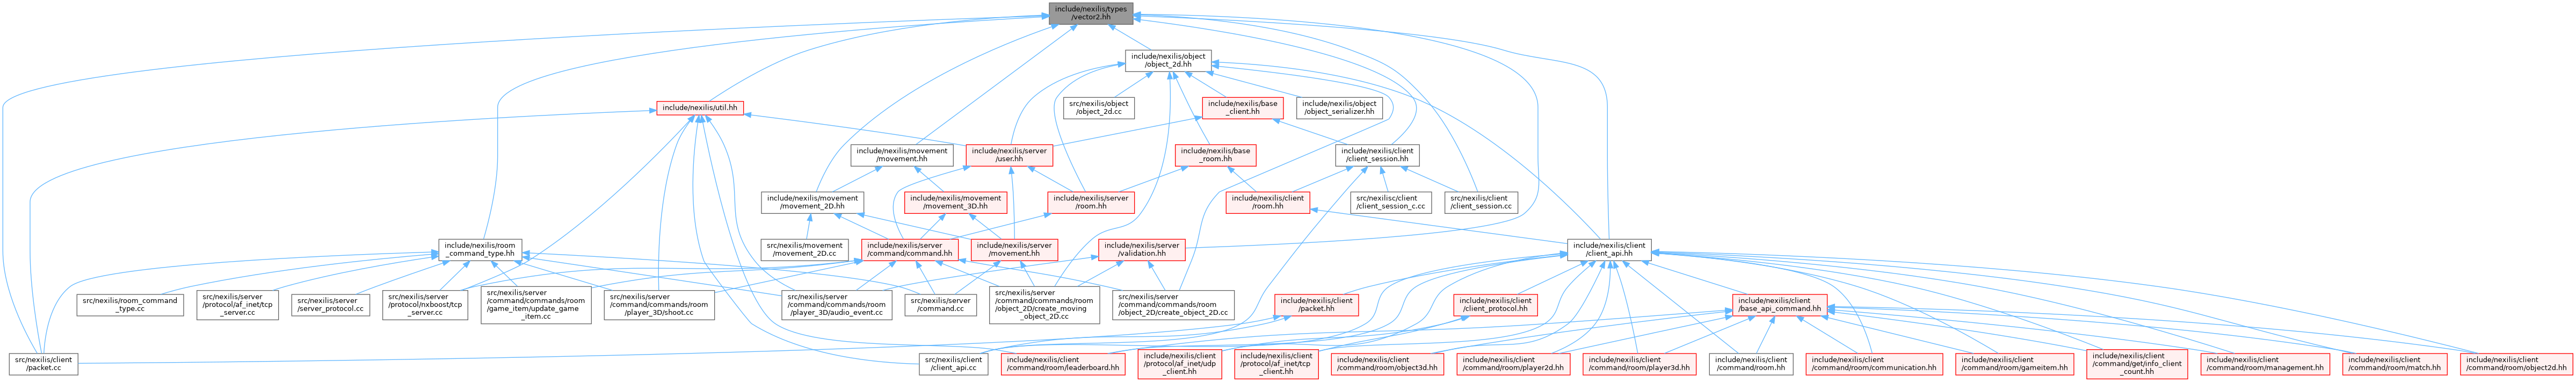 include/nexilis/types
/vector2.hh
include/nexilis/object
/object_2d.hh
include/nexilis/util.hh
src/nexilis/object
/object_2d.cc
include/nexilis/base
_client.hh
include/nexilis/object
/object_serializer.hh
include/nexilis/movement
/movement.hh
include/nexilis/server
/user.hh
include/nexilis/base
_room.hh
include/nexilis/client
/client_session.hh
include/nexilis/movement
/movement_2D.hh
include/nexilis/movement
/movement_3D.hh
include/nexilis/server
/room.hh
include/nexilis/client
/room.hh
src/nexilisc/client
/client_session_c.cc
src/nexilis/client
/client_session.cc
include/nexilis/room
_command_type.hh
src/nexilis/movement
/movement_2D.cc
include/nexilis/server
/command/command.hh
include/nexilis/server
/movement.hh
include/nexilis/server
/validation.hh
include/nexilis/client
/client_api.hh
src/nexilis/room_command
_type.cc
src/nexilis/server
/protocol/af_inet/tcp
_server.cc
src/nexilis/server
/server_protocol.cc
src/nexilis/server
/protocol/nxboost/tcp
_server.cc
src/nexilis/server
/command/commands/room
/game_item/update_game
_item.cc
src/nexilis/server
/command/commands/room
/player_3D/shoot.cc
src/nexilis/server
/command/commands/room
/player_3D/audio_event.cc
src/nexilis/server
/command.cc
src/nexilis/server
/command/commands/room
/object_2D/create_moving
_object_2D.cc
src/nexilis/server
/command/commands/room
/object_2D/create_object_2D.cc
include/nexilis/client
/packet.hh
include/nexilis/client
/client_protocol.hh
include/nexilis/client
/base_api_command.hh
src/nexilis/client
/packet.cc
src/nexilis/client
/client_api.cc
include/nexilis/client
/command/room/leaderboard.hh
include/nexilis/client
/protocol/af_inet/udp
_client.hh
include/nexilis/client
/protocol/af_inet/tcp
_client.hh
include/nexilis/client
/command/room/object3d.hh
include/nexilis/client
/command/room/player2d.hh
include/nexilis/client
/command/room/player3d.hh
include/nexilis/client
/command/room.hh
include/nexilis/client
/command/room/communication.hh
include/nexilis/client
/command/room/gameitem.hh
include/nexilis/client
/command/get/info_client
_count.hh
include/nexilis/client
/command/room/management.hh
include/nexilis/client
/command/room/match.hh
include/nexilis/client
/command/room/object2d.hh